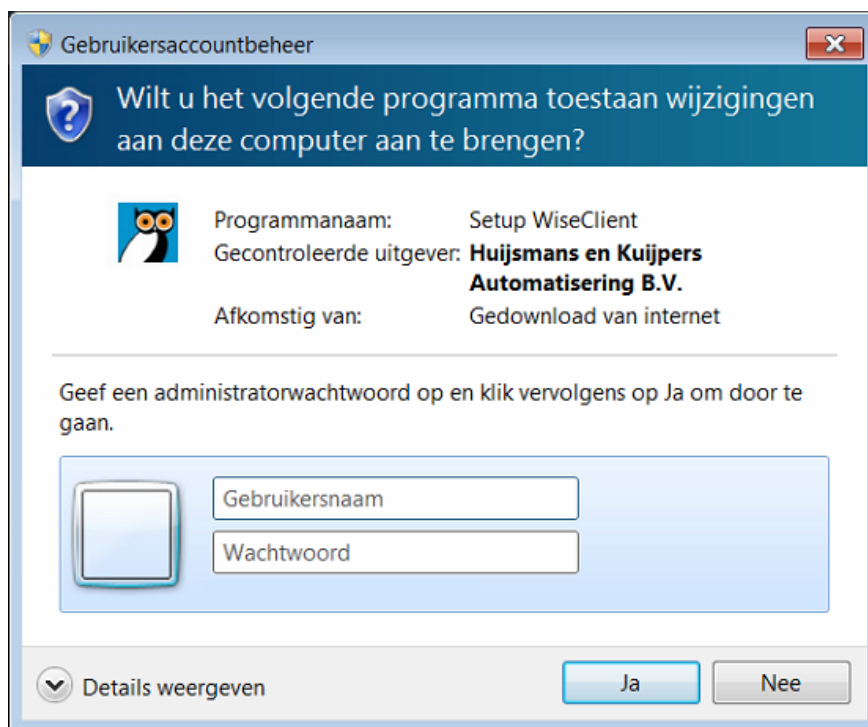 Gebruikersaccountbeheer
Wilt u het volgende programma toestaan wijzigingen
aan deze computer aan te brengen?
Programmanaam: Setup WiseClient
Gecontroleerde uitgever: Huijsmans en Kuijpers
Automatisering B.V.
Afkomstig van: Gedownload van internet
Geef een administratorwachtwoord op en klik vervolgens op Ja om door te
gaan.
Gebruikersnaam
Wachtwoord
Details weergeven Ja Nee